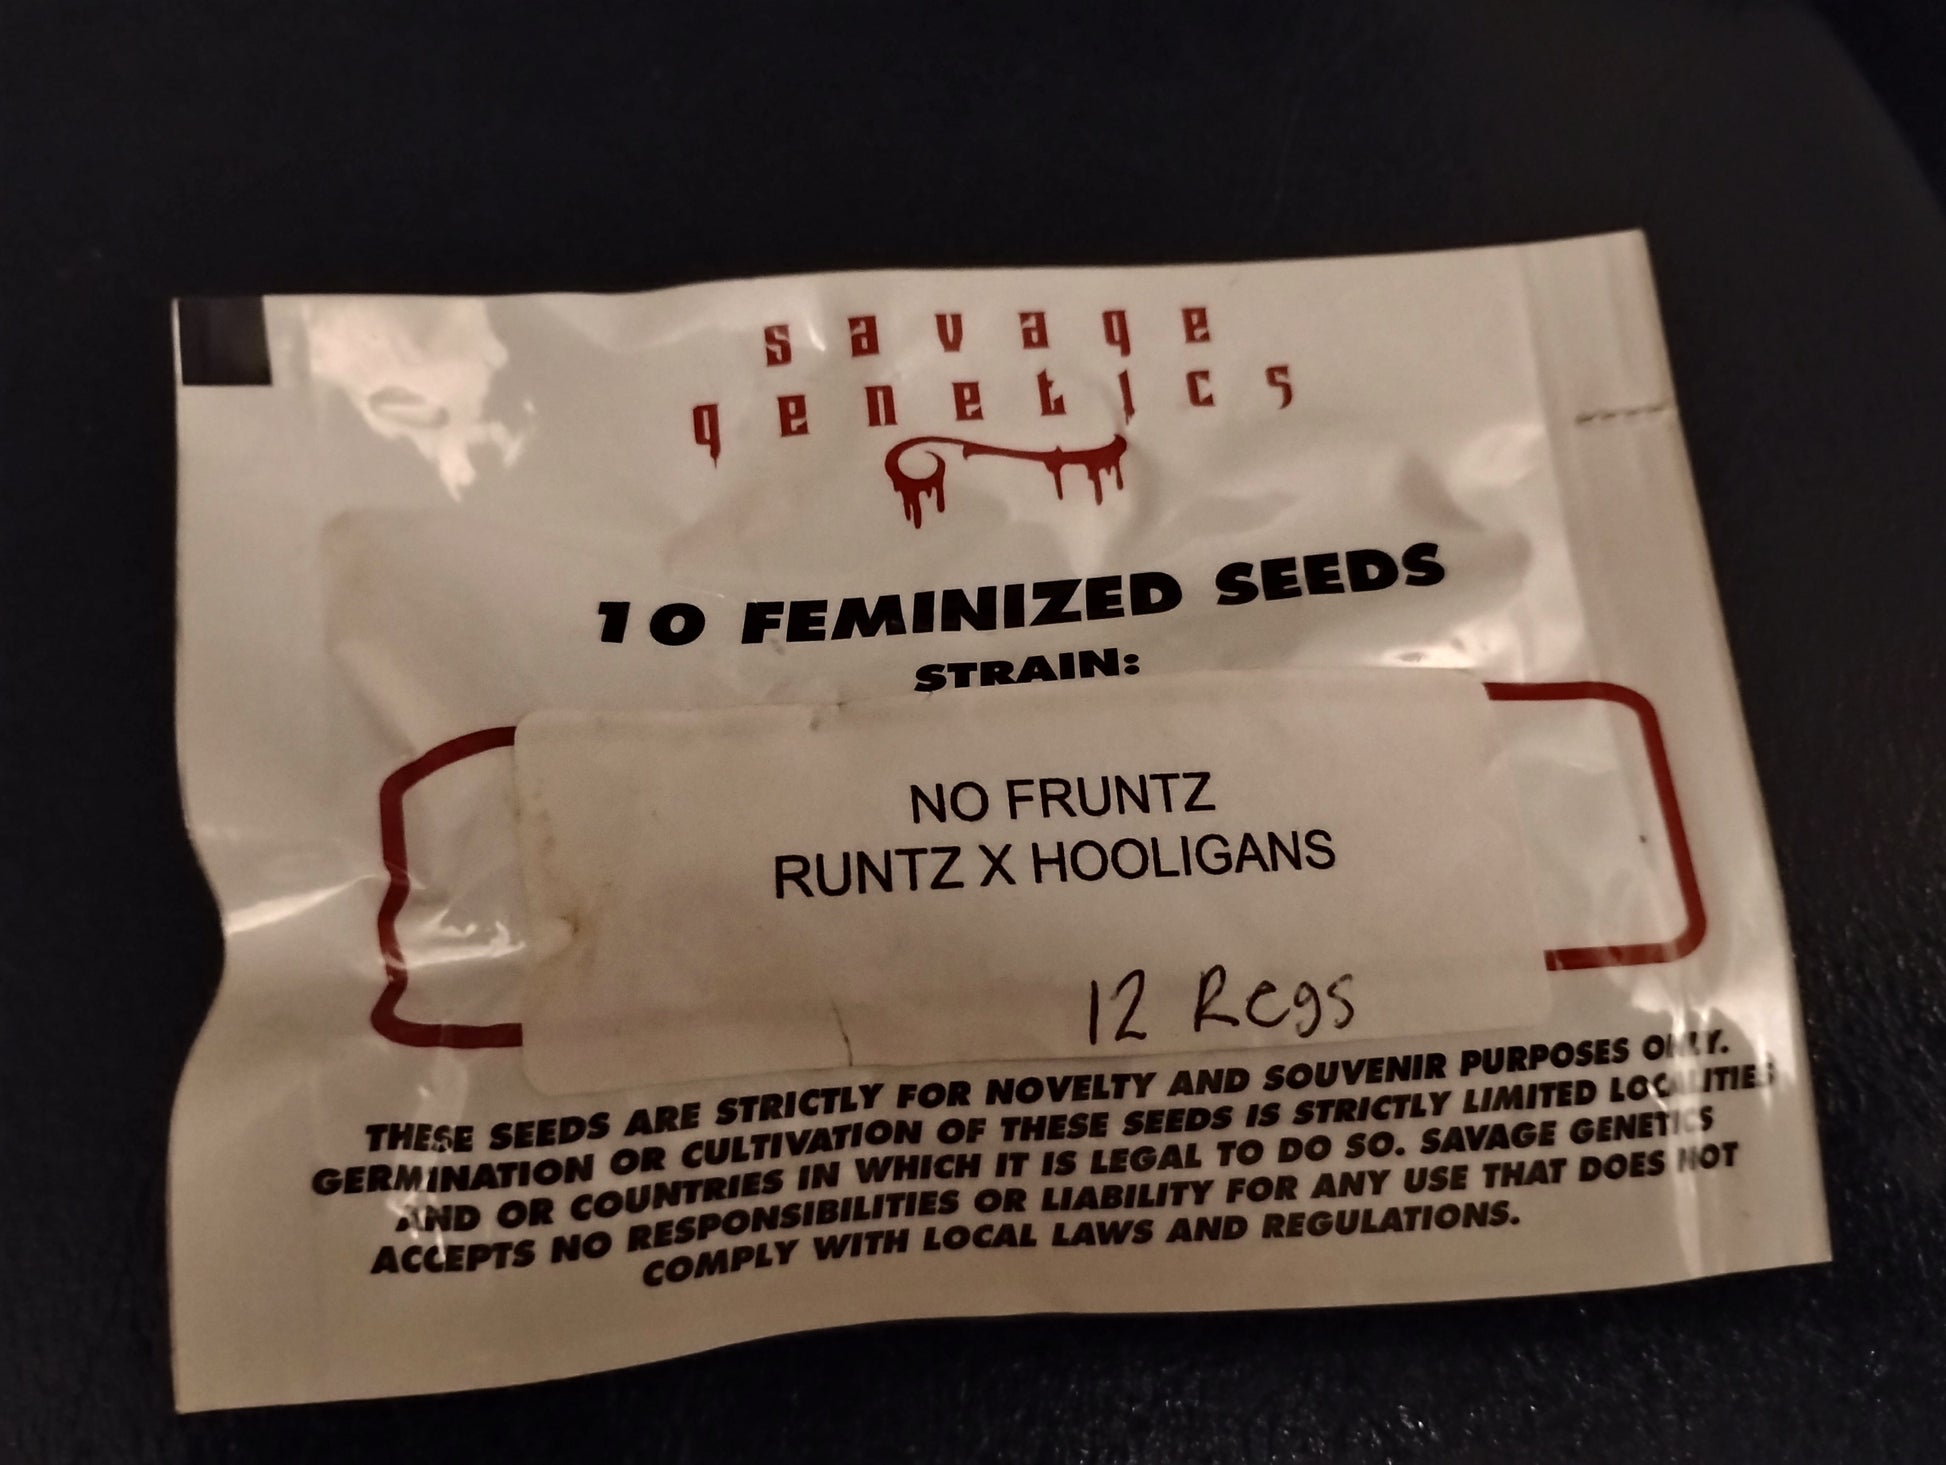 savage
genetics
10 FEMINIZED SEEDS
STRAIN:
NO FRUNTZ
RUNTZ X HOOLIGANS
12 Regs
THESE SEEDS ARE STRICTLY FOR NOVELTY AND SOUVENIR PURPOSES ONLY.
GERMINATION OR CULTIVATION OF THESE SEEDS IS STRICTLY LIMITED LOCALITIES
AND OR COUNTRIES IN WHICH IT IS LEGAL TO DO SO. SAVAGE GENETICS
ACCEPTS NO RESPONSIBILITIES OR LIABILITY FOR ANY USE THAT DOES NOT
COMPLY WITH LOCAL LAWS AND REGULATIONS.